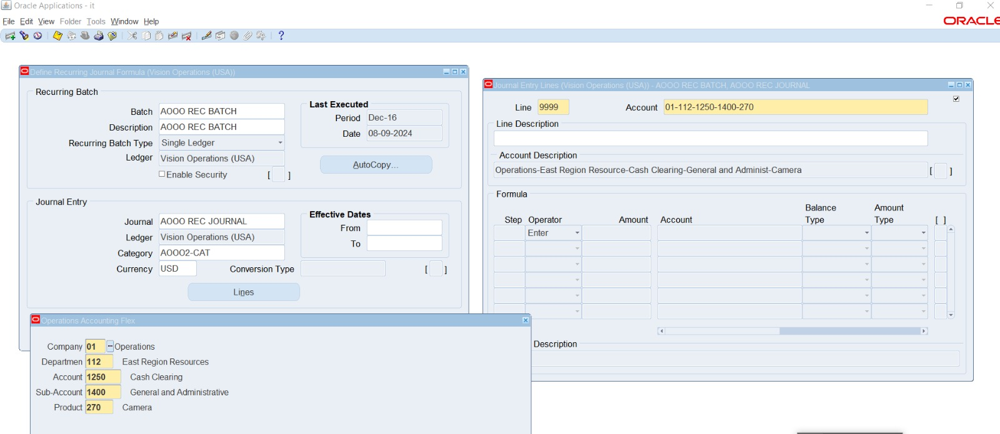 Oracle Applications - it
File Edit View Folder Tools Window Help
ORACLE
Define Recurring Journal Formula (Vision Operations (USA))
Recurring Batch
Batch AOOO REC BATCH
Description AOOO REC BATCH
Recurring Batch Type Single Ledger
Ledger Vision Operations (USA)
Enable Security [ ]
Last Executed
Period Dec-16
Date 08-09-2024
AutoCopy...
Journal Entry
Journal AOOO REC JOURNAL
Ledger Vision Operations (USA)
Category AOOO2-CAT
Currency USD Conversion Type [ ]
Effective Dates
From
To
Lines
Operations Accounting Flex
Company 01 ... Operations
Departmen 112 East Region Resources
Account 1250 Cash Clearing
Sub-Account 1400 General and Administrative
Product 270 Camera
Journal Entry Lines (Vision Operations (USA)) - AOOO REC BATCH, AOOO REC JOURNAL
Line 9999 Account 01-112-1250-1400-270
Line Description
Account Description
Operations-East Region Resource-Cash Clearing-General and Administ-Camera [ ]
Formula
Balance Amount
Step Operator Amount Account Type Type [ ]
Enter
Description